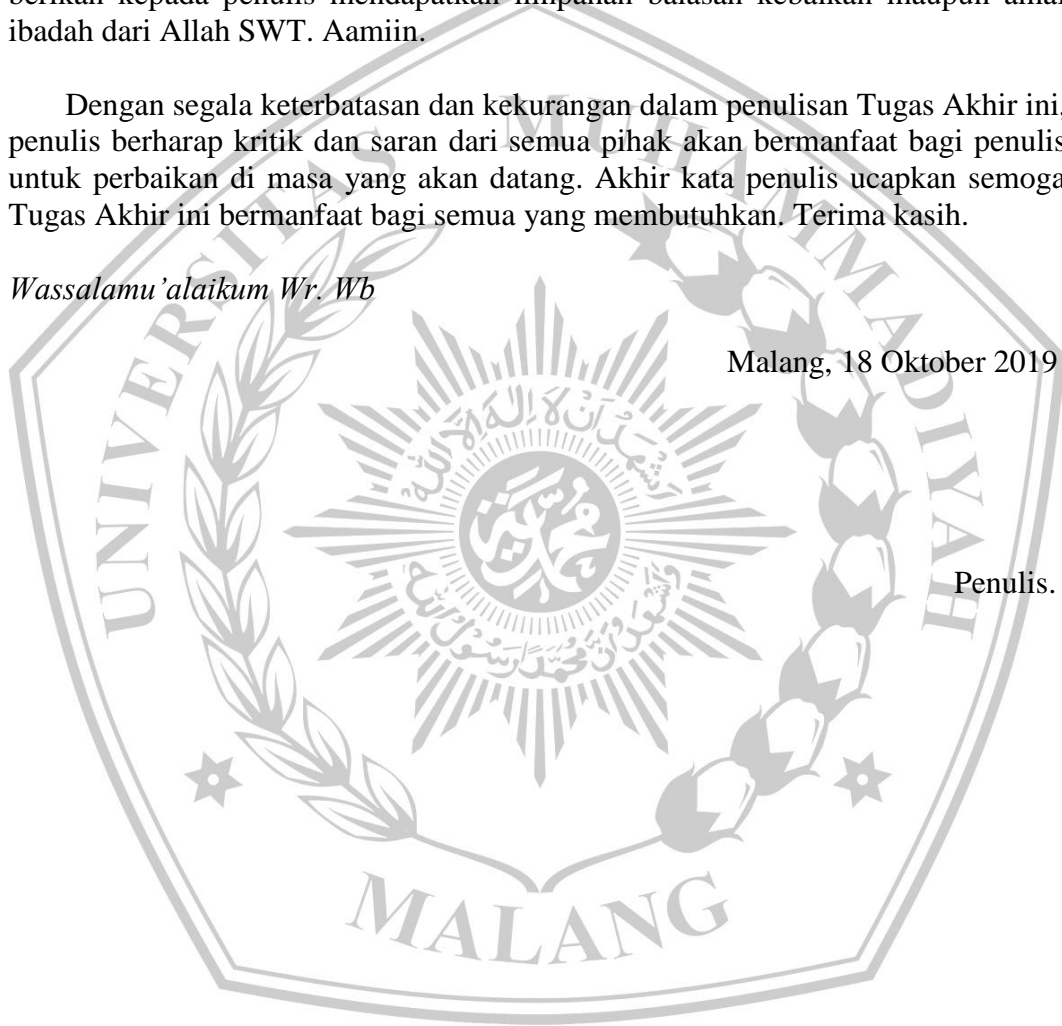 berikan kepada penulis mendapatkan limpahan balasan kebaikan maupun amal
ibadah dari Allah SWT. Aamiin.
Dengan segala keterbatasan dan kekurangan dalam penulisan Tugas Akhir ini,
penulis berharap kritik dan saran dari semua pihak akan bermanfaat bagi penulis
untuk perbaikan di masa yang akan datang. Akhir kata penulis ucapkan semoga
Tugas Akhir ini bermanfaat bagi semua yang membutuhkan. Terima kasih.
Wassalamu’alaikum Wr. Wb
Malang, 18 Oktober 2019
Penulis.
UNIVERSITAS MUHAMMADIYAH
MALANG